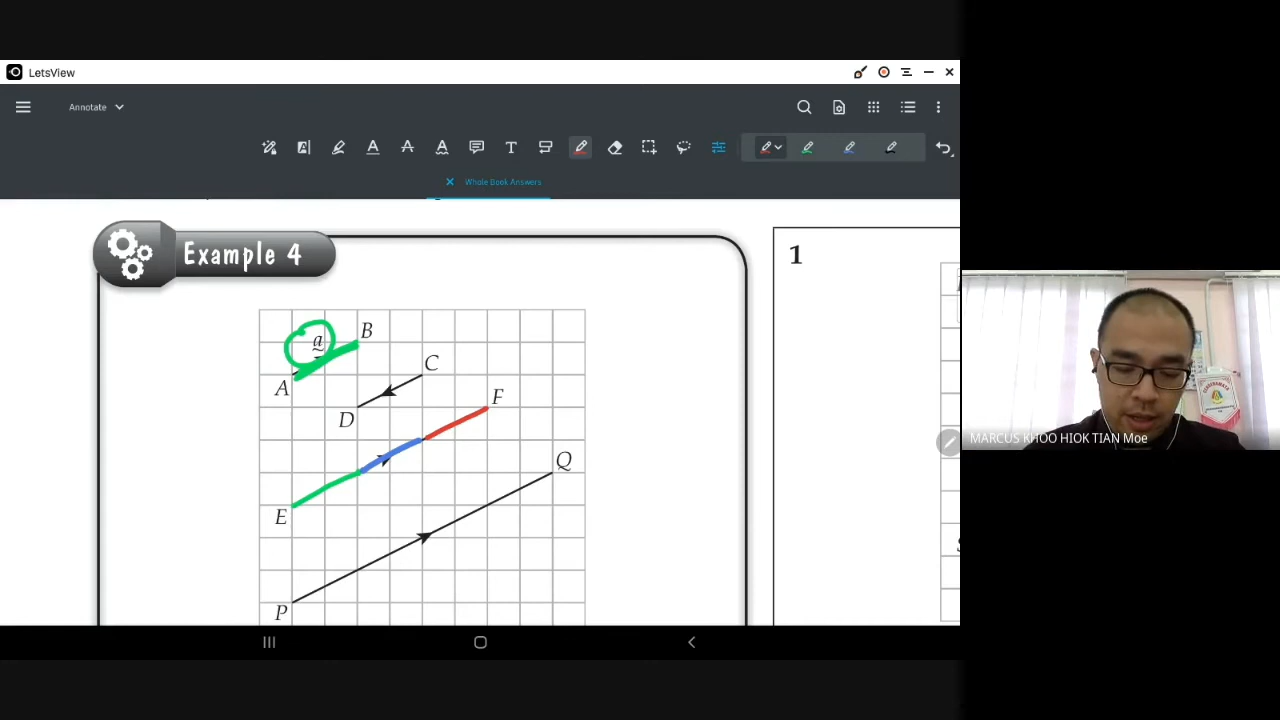 LetsView
Annotate
Whole Book Answers
Example 4
1
a
B
A
C
D
F
E
Q
P
MARCUS KHOO HIOK TIAN Moe